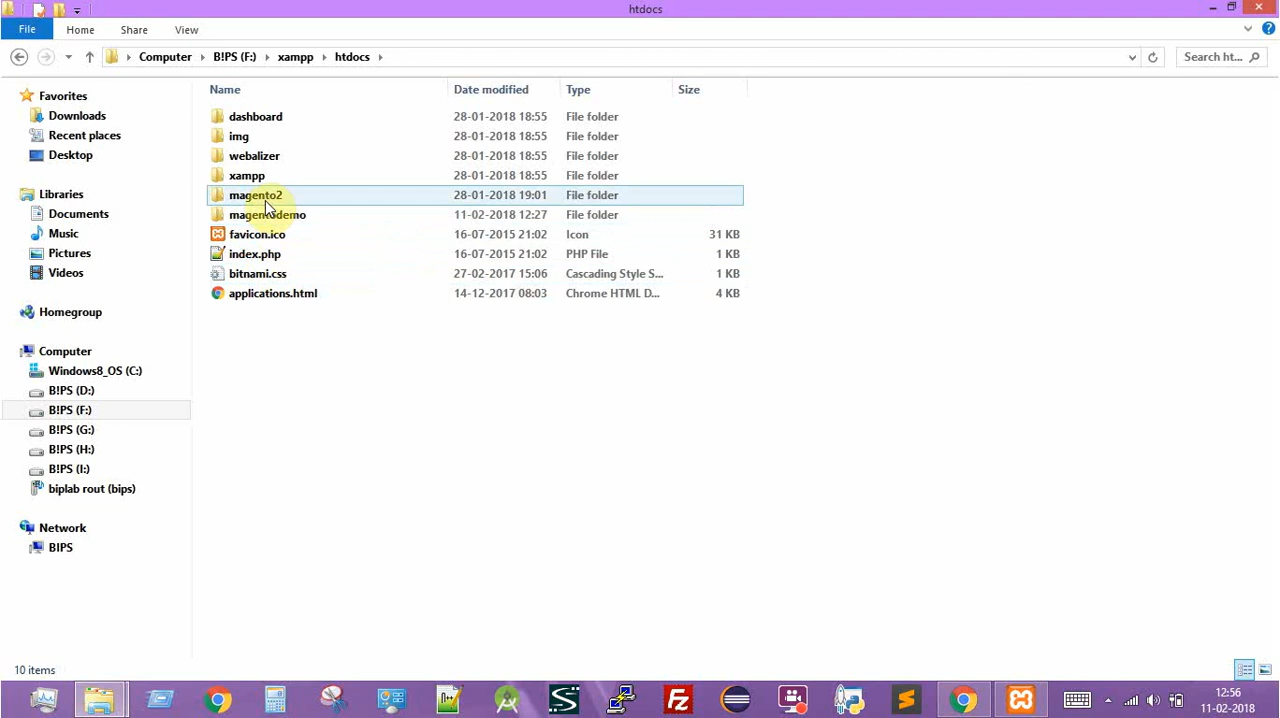 htdocs
File Home Share View
Computer B!PS (F:) xampp htdocs Search ht...
Name Date modified Type Size
Favorites
Downloads
Recent places
Desktop
Libraries
Documents
Music
Pictures
Videos
Homegroup
Computer
Windows8_OS (C:)
B!PS (D:)
B!PS (F:)
B!PS (G:)
B!PS (H:)
B!PS (I:)
biplab rout (bips)
Network
BIPS
dashboard 28-01-2018 18:55 File folder
img 28-01-2018 18:55 File folder
webalizer 28-01-2018 18:55 File folder
xampp 28-01-2018 18:55 File folder
magento2 28-01-2018 19:01 File folder
magentodemo 11-02-2018 12:27 File folder
favicon.ico 16-07-2015 21:02 Icon 31 KB
index.php 16-07-2015 21:02 PHP File 1 KB
bitnami.css 27-02-2017 15:06 Cascading Style S... 1 KB
applications.html 14-12-2017 08:03 Chrome HTML D... 4 KB
10 items
12:56
11-02-2018